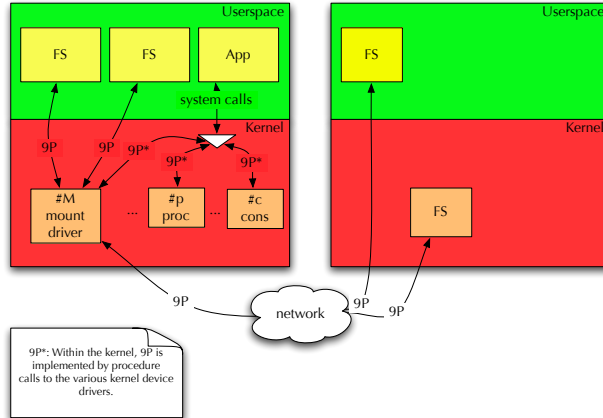 Userspace
FS
FS
App
system calls
Kernel
9P
9P
9P*
9P*
9P*
#M
mount
driver
...
#p
proc
...
#c
cons
Userspace
FS
Kernel
FS
9P
network
9P
9P
9P*: Within the kernel, 9P is
implemented by procedure
calls to the various kernel device
drivers.